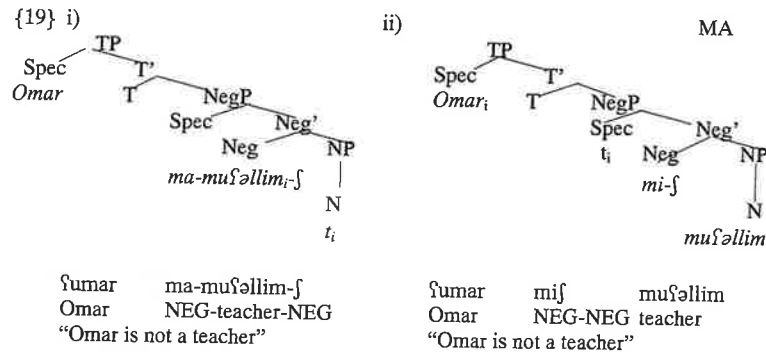 {19} i) ii) MA
TP TP
Spec T' Spec T'
Omar T NegP Omarᵢ T NegP
Spec Neg' Spec Neg'
Neg NP tᵢ Neg NP
ma-muʕəllimᵢ-ʃ mi-ʃ
N N
tᵢ muʕəllim
ʕumar ma-muʕəllim-ʃ ʕumar miʃ muʕəllim
Omar NEG-teacher-NEG Omar NEG-NEG teacher
"Omar is not a teacher" "Omar is not a teacher"